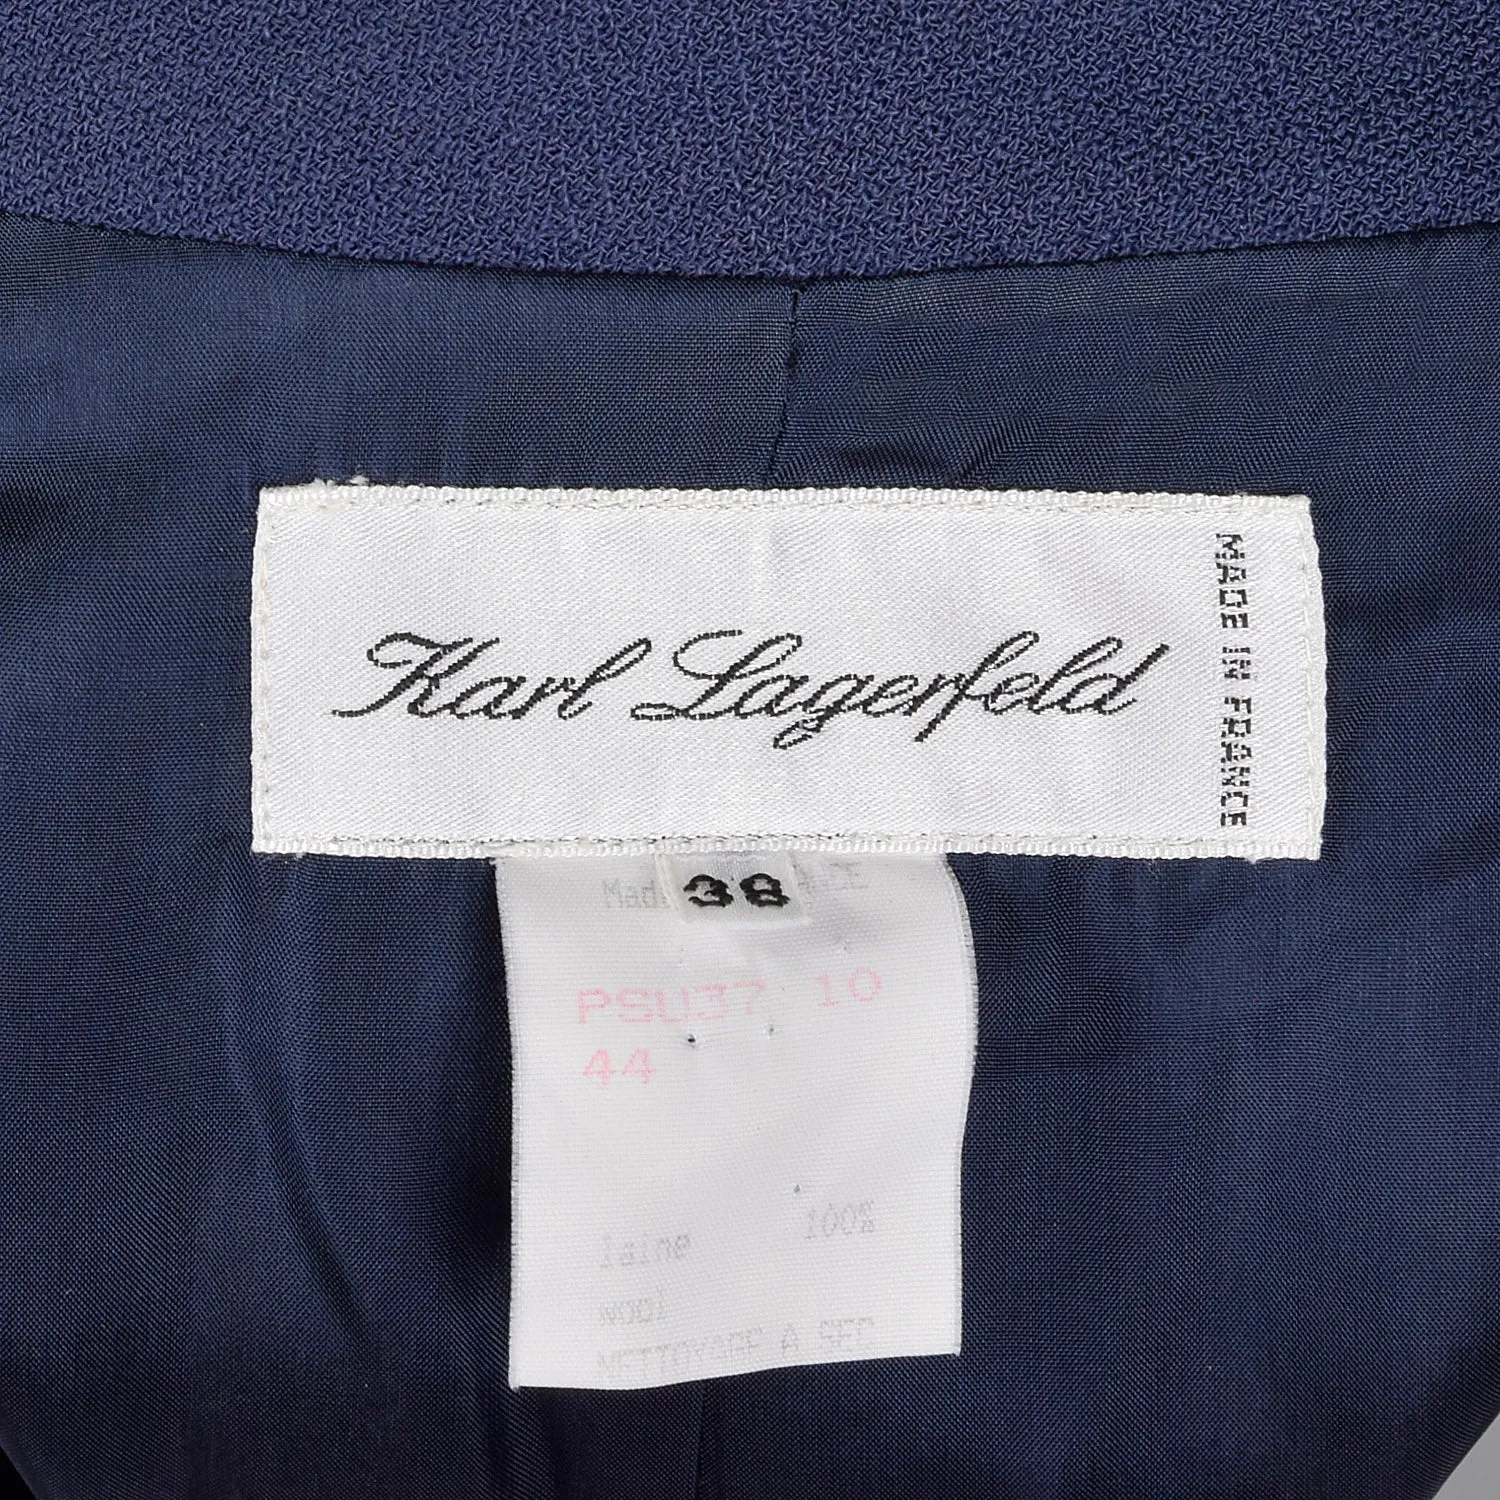 Karl Lagerfeld
MADE IN FRANCE
38
PSU37 10
44
laine 100%
wool
NETTOYAGE A SEC